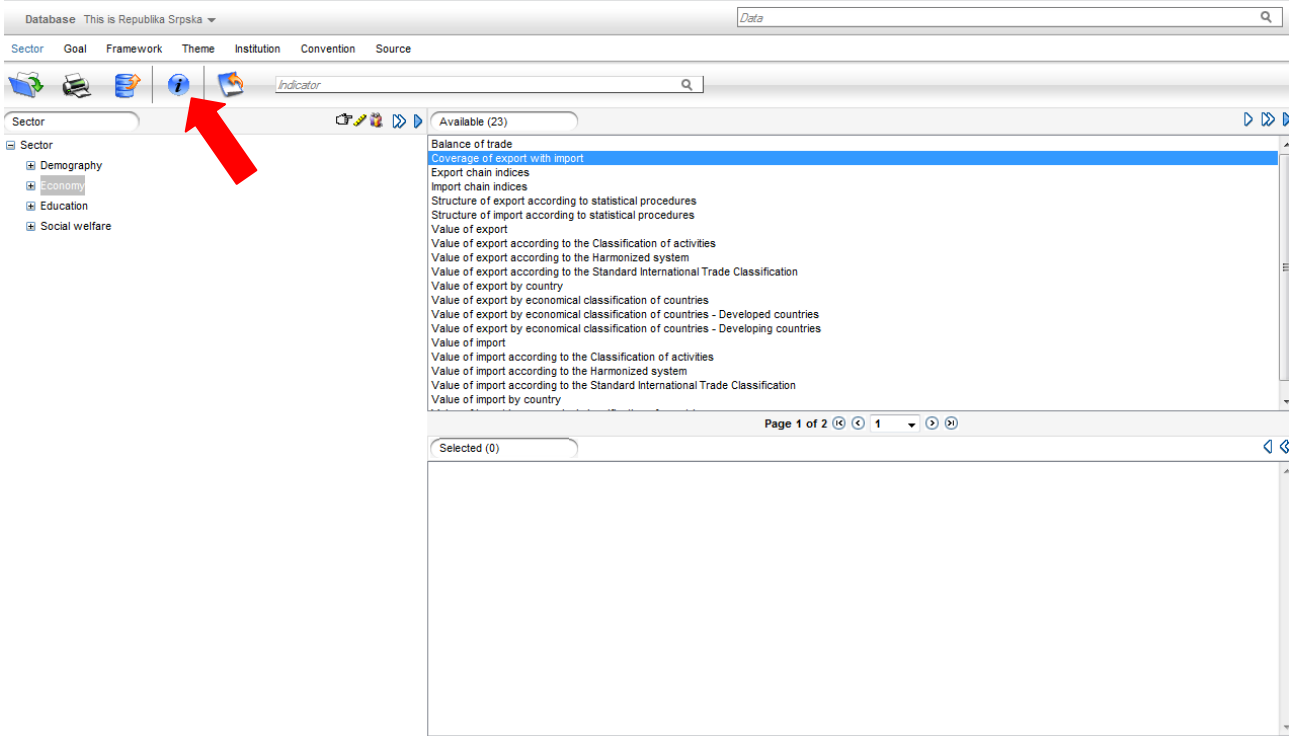 Database This is Republika Srpska
Data
Sector Goal Framework Theme Institution Convention Source
Indicator
Sector
Available (23)
Sector
Demography
Economy
Education
Social welfare
Balance of trade
Coverage of export with import
Export chain indices
Import chain indices
Structure of export according to statistical procedures
Structure of import according to statistical procedures
Value of export
Value of export according to the Classification of activities
Value of export according to the Harmonized system
Value of export according to the Standard International Trade Classification
Value of export by country
Value of export by economical classification of countries
Value of export by economical classification of countries - Developed countries
Value of export by economical classification of countries - Developing countries
Value of import
Value of import according to the Classification of activities
Value of import according to the Harmonized system
Value of import according to the Standard International Trade Classification
Value of import by country
Page 1 of 2 1
Selected (0)